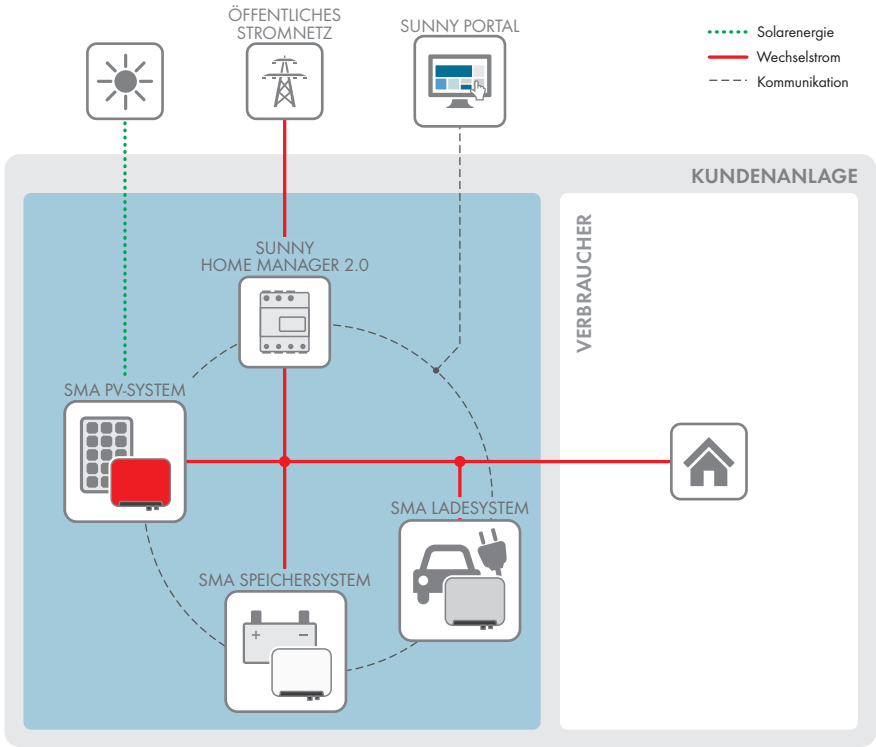 ÖFFENTLICHES
STROMNETZ
SUNNY PORTAL
Solarenergie
Wechselstrom
Kommunikation
KUNDENANLAGE
VERBRAUCHER
SUNNY
HOME MANAGER 2.0
SMA PV-SYSTEM
SMA LADESYSTEM
SMA SPEICHERSYSTEM